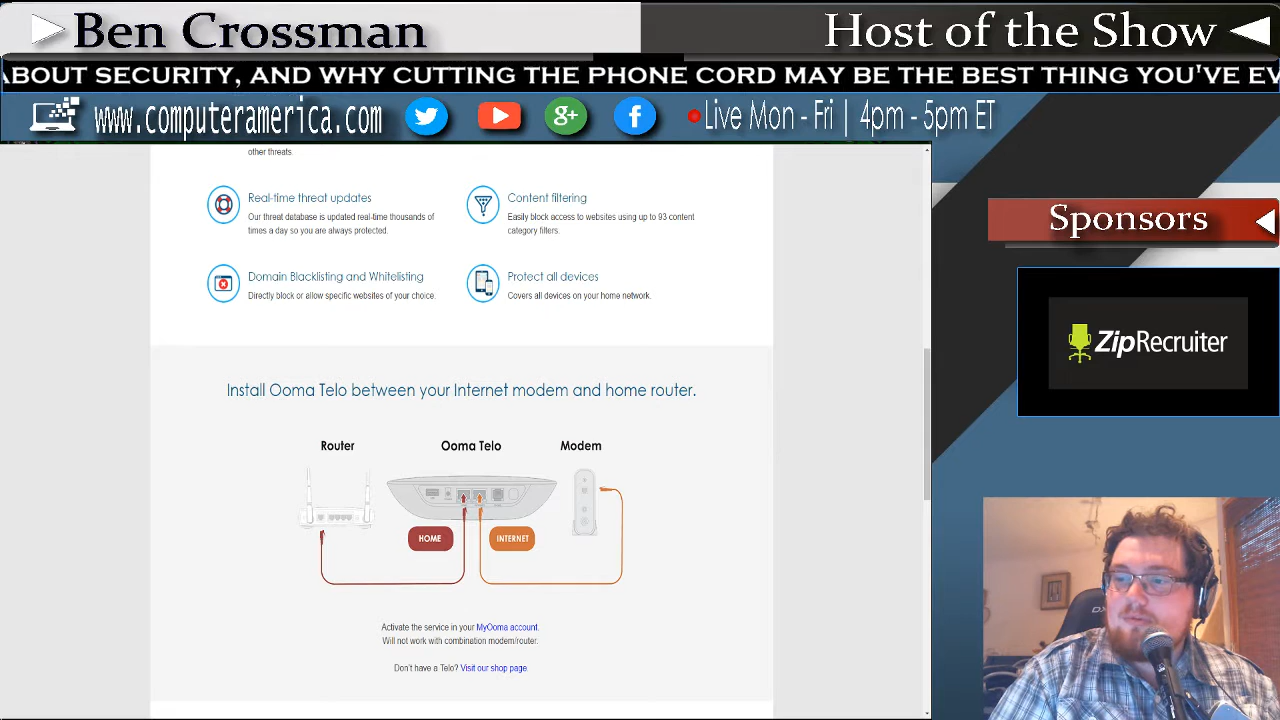 Ben Crossman
Host of the Show
ABOUT SECURITY, AND WHY CUTTING THE PHONE CORD MAY BE THE BEST THING YOU'VE EV
www.computeramerica.com
g+
Live Mon - Fri | 4pm - 5pm ET
other threats.
Real-time threat updates
Our threat database is updated real-time thousands of
times a day so you are always protected.
Content filtering
Easily block access to websites using up to 93 content
category filters.
Domain Blacklisting and Whitelisting
Directly block or allow specific websites of your choice.
Protect all devices
Covers all devices on your home network.
Install Ooma Telo between your Internet modem and home router.
Router
Ooma Telo
Modem
HOME
INTERNET
Activate the service in your MyOoma account.
Will not work with combination modem/router.
Don't have a Telo? Visit our shop page.
Sponsors
ZipRecruiter
DX